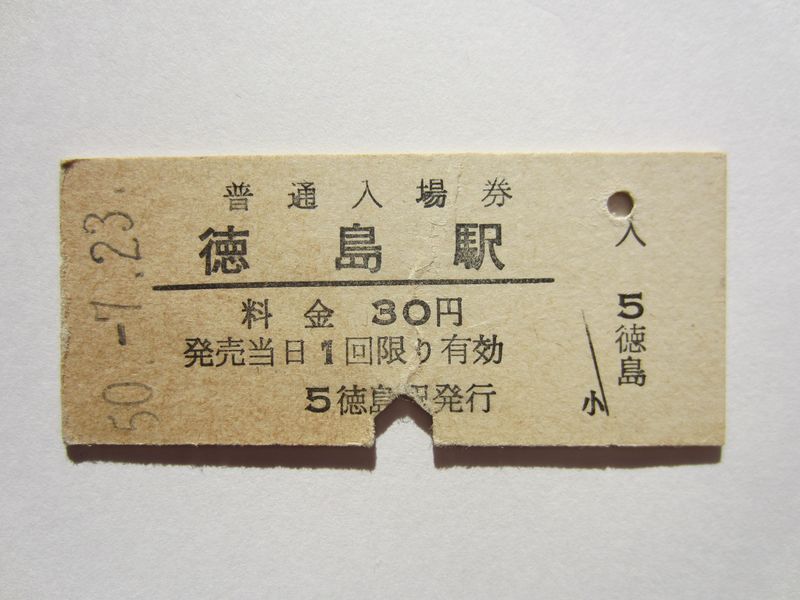 普通入場券
徳島駅
料金 30円
発売当日1回限り有効
5徳島駅発行
50.-7.23.
入
5徳島
小